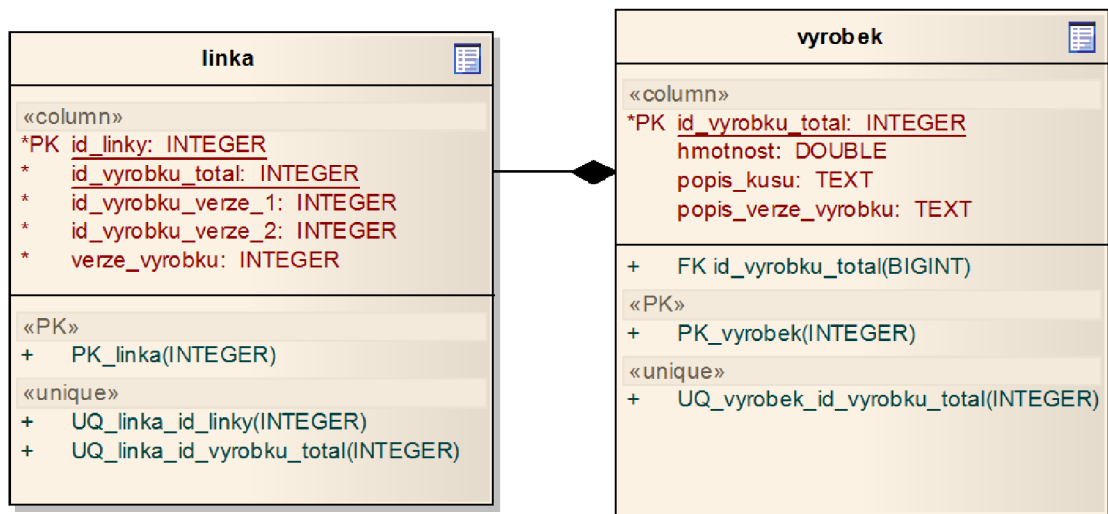 linka
«column»
*PK id_linky: INTEGER
* id_vyrobku_total: INTEGER
* id_vyrobku_verze_1: INTEGER
* id_vyrobku_verze_2: INTEGER
* verze_vyrobku: INTEGER
«PK»
+ PK_linka(INTEGER)
«unique»
+ UQ_linka_id_linky(INTEGER)
+ UQ_linka_id_vyrobku_total(INTEGER)
vyrobek
«column»
*PK id_vyrobku_total: INTEGER
hmotnost: DOUBLE
popis_kusu: TEXT
popis_verze_vyrobku: TEXT
+ FK id_vyrobku_total(BIGINT)
«PK»
+ PK_vyrobek(INTEGER)
«unique»
+ UQ_vyrobek_id_vyrobku_total(INTEGER)